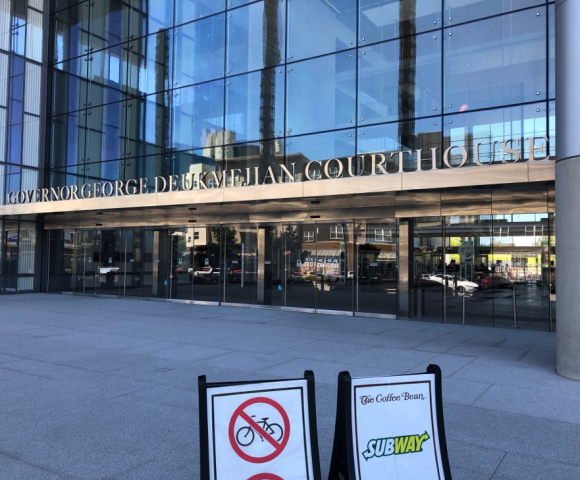 GOVERNOR GEORGE DEUKMEJIAN COURTHOUSE
The Coffee Bean
SUBWAY